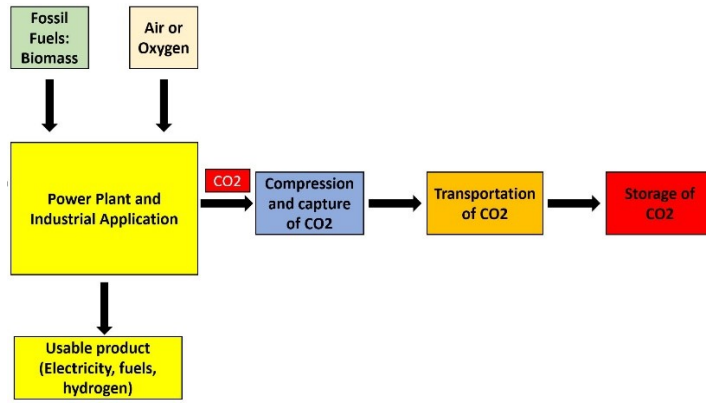 Fossil
Fuels:
Biomass
Air or
Oxygen
Power Plant and
Industrial Application
CO2
Compression
and capture
of CO2
Transportation
of CO2
Storage of
CO2
Usable product
(Electricity, fuels,
hydrogen)